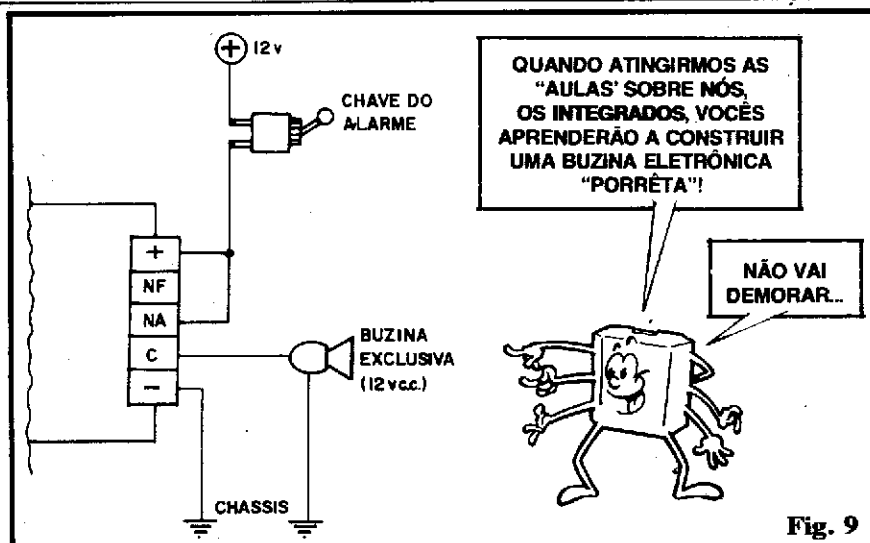 12 v
CHAVE DO
ALARME
+
NF
NA
C
-
BUZINA
EXCLUSIVA
(12 v c.c.)
CHASSIS
QUANDO ATINGIRMOS AS
"AULAS' SOBRE NÓS,
OS INTEGRADOS, VOCÊS
APRENDERÃO A CONSTRUIR
UMA BUZINA ELETRÔNICA
"PORRÊTA"!
NÃO VAI
DEMORAR...
Fig. 9